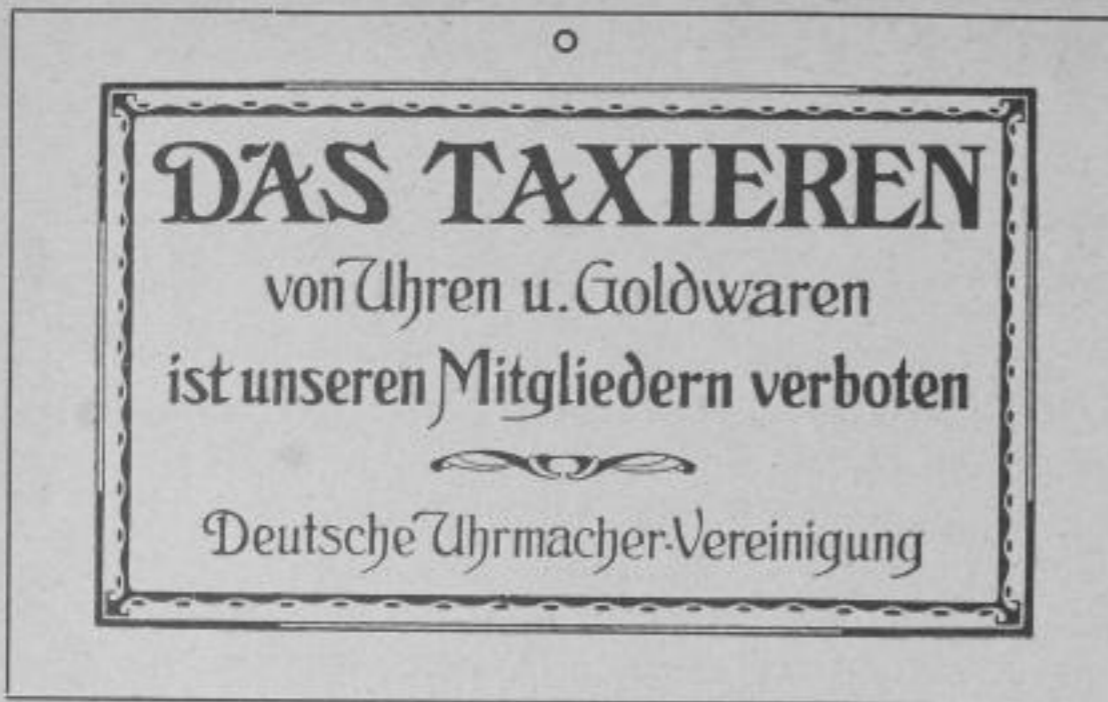 DAS TAXIEREN
von Uhren u. Goldwaren
ist unseren Mitgliedern verboten
Deutsche Uhrmacher-Vereinigung